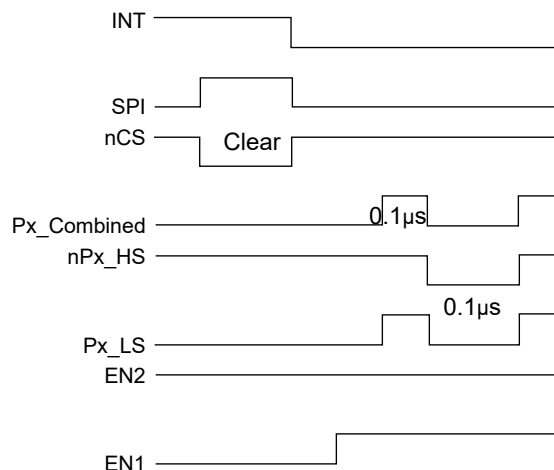 INT
SPI
nCS
Clear
Px_Combined
0.1µs
nPx_HS
0.1µs
Px_LS
EN2
EN1